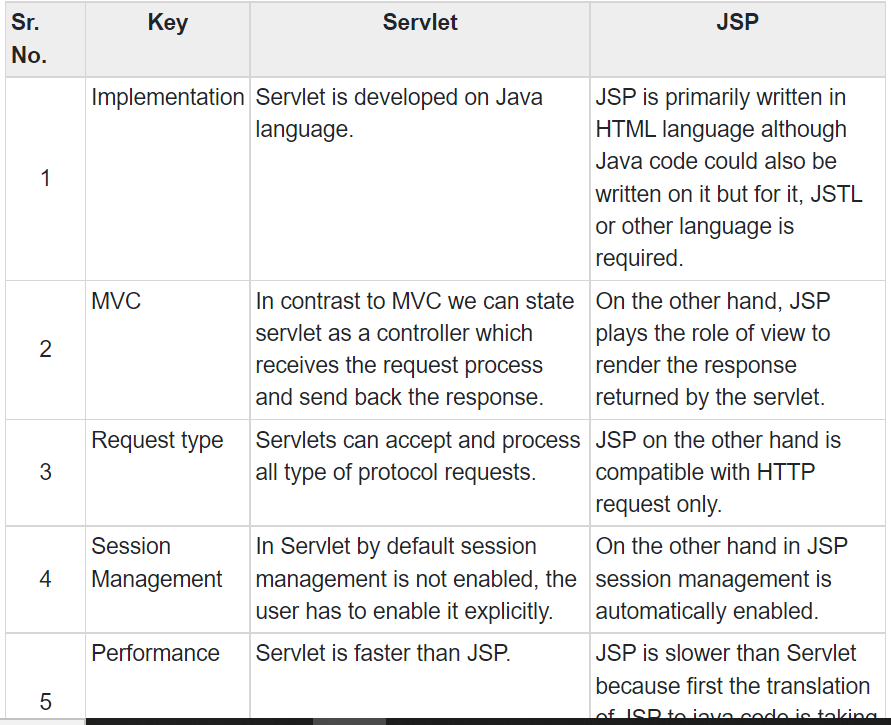 Sr. No.
Key
Servlet
JSP
1
Implementation
Servlet is developed on Java
language.
JSP is primarily written in
HTML language although
Java code could also be
written on it but for it, JSTL
or other language is
required.
2
MVC
In contrast to MVC we can state
servlet as a controller which
receives the request process
and send back the response.
On the other hand, JSP
plays the role of view to
render the response
returned by the servlet.
3
Request type
Servlets can accept and process
all type of protocol requests.
JSP on the other hand is
compatible with HTTP
request only.
4
Session
Management
In Servlet by default session
management is not enabled, the
user has to enable it explicitly.
On the other hand in JSP
session management is
automatically enabled.
5
Performance
Servlet is faster than JSP.
JSP is slower than Servlet
because first the translation
of JSP to java code is taking